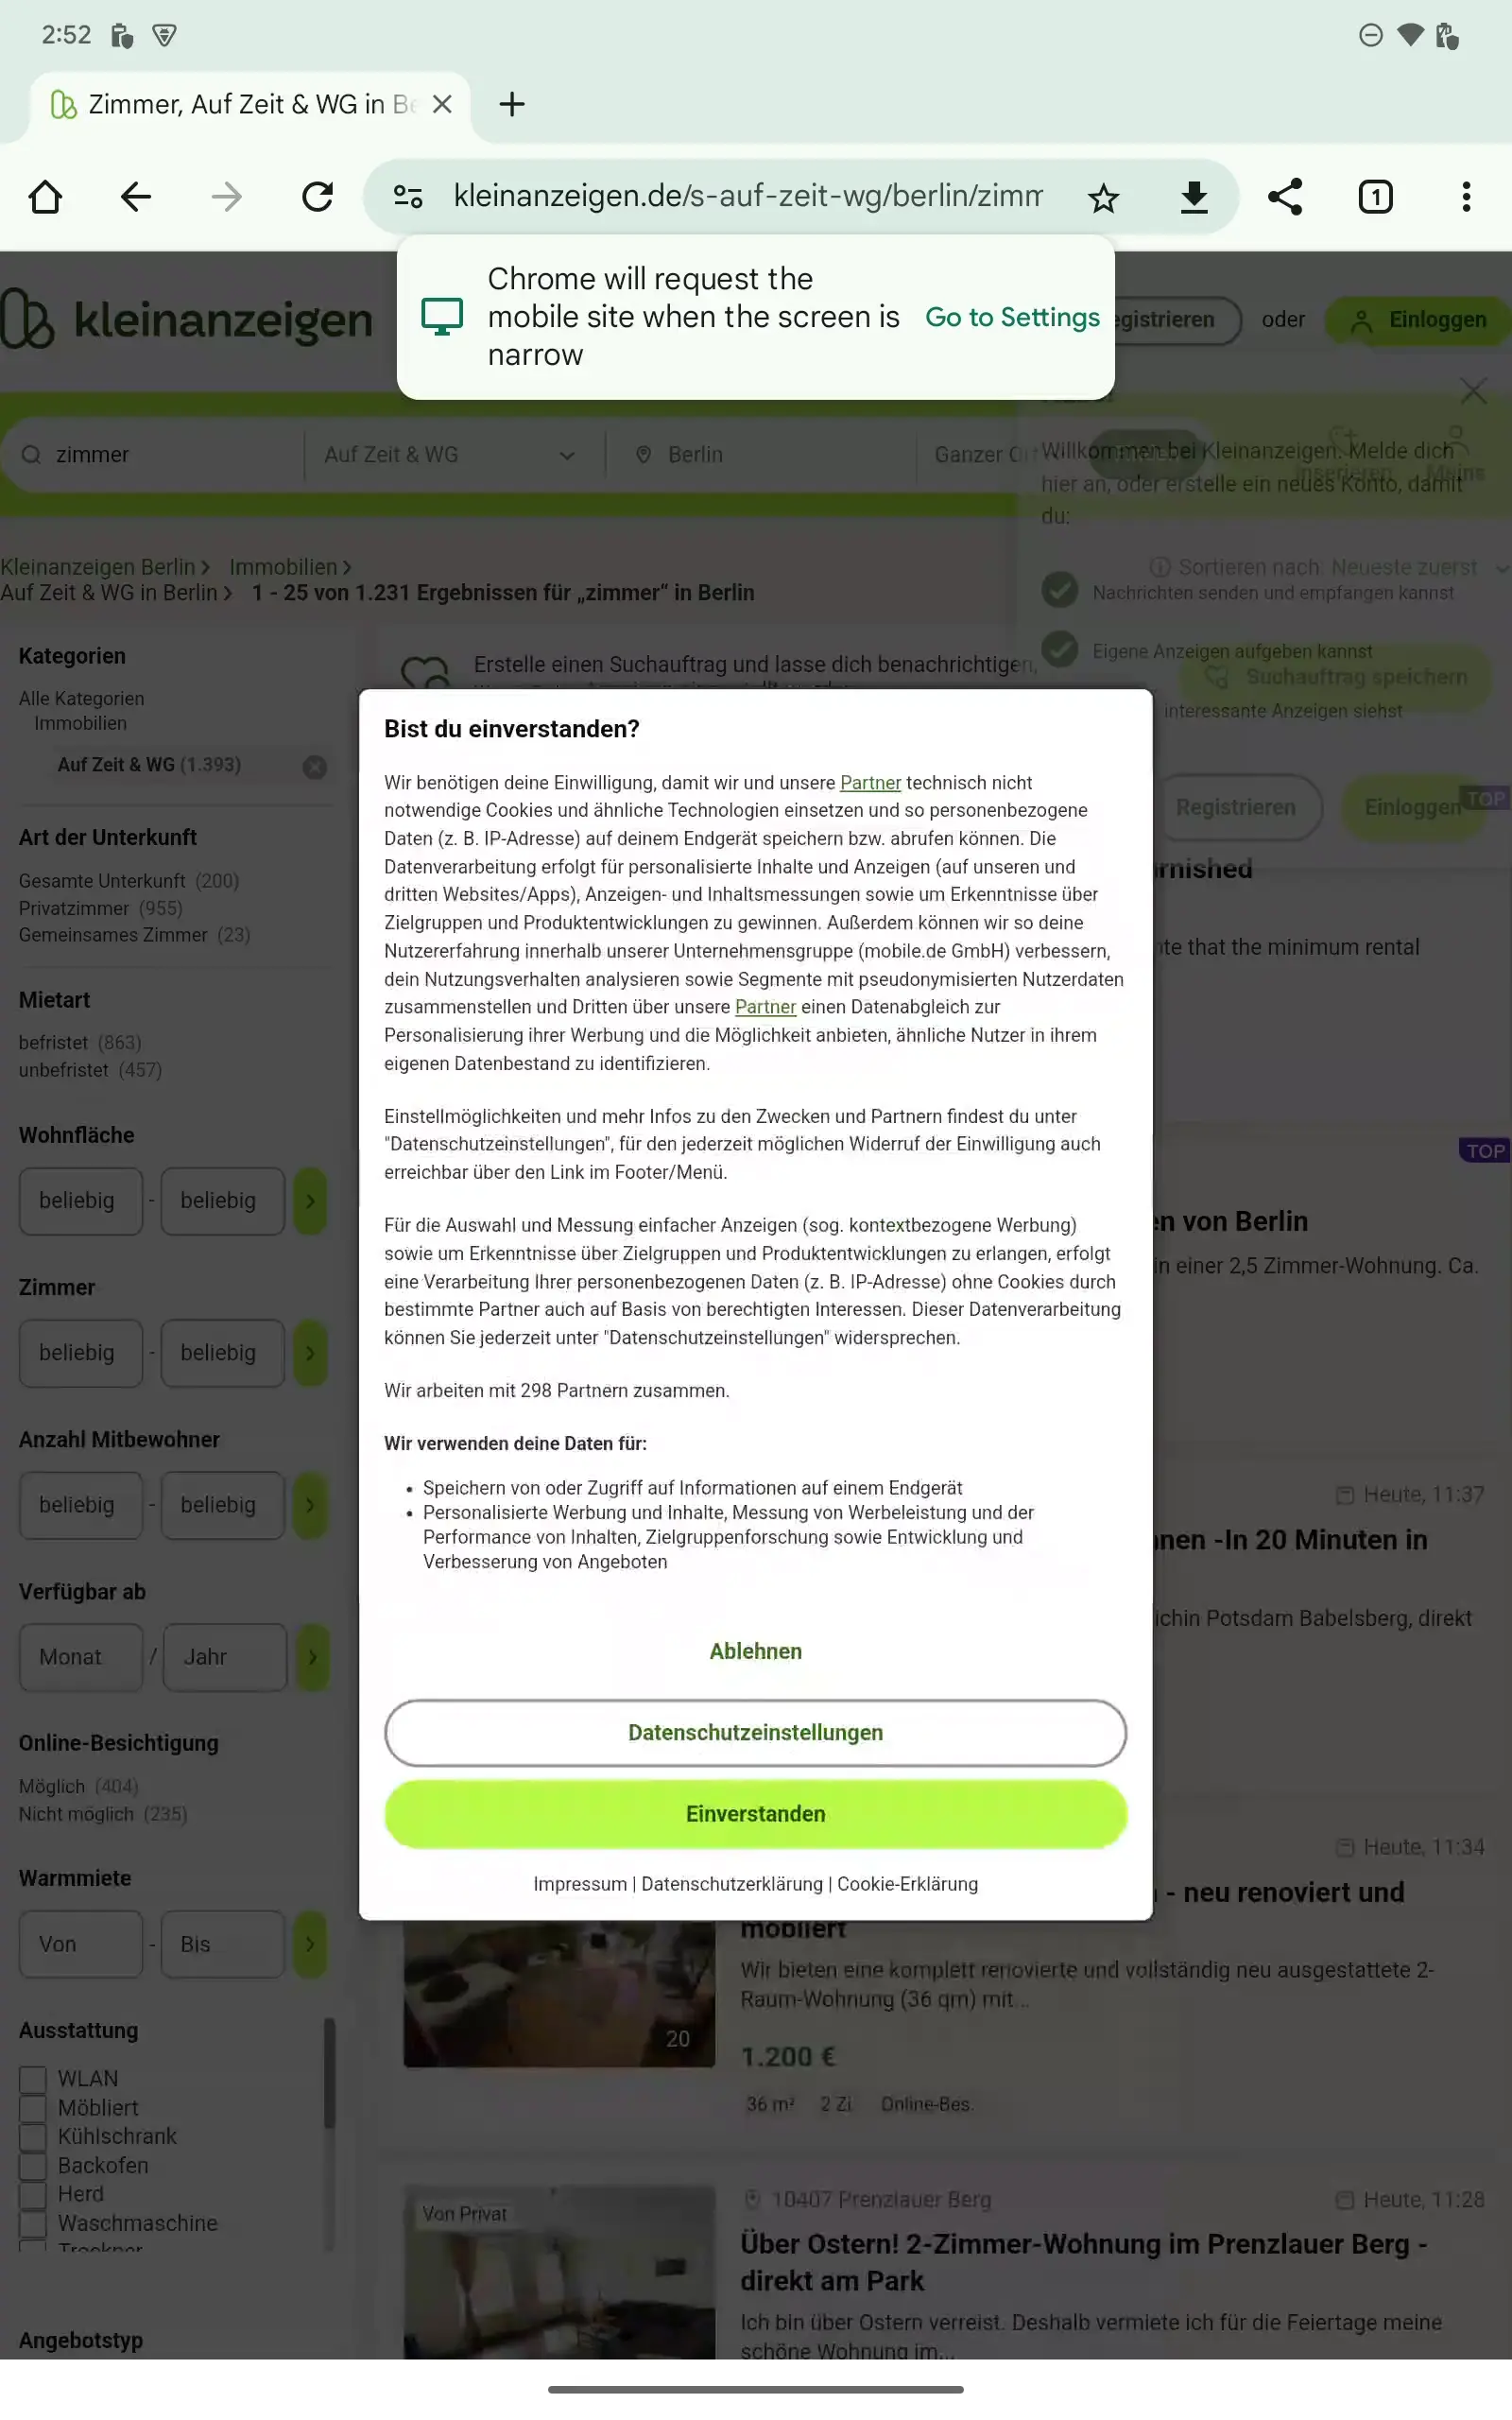 2:52
Zimmer, Auf Zeit & WG in Be
kleinanzeigen.de/s-auf-zeit-wg/berlin/zimm
1
Chrome will request the
mobile site when the screen is
narrow
Go to Settings
kleinanzeigen
egistrieren
oder
Einloggen
zimmer
Auf Zeit & WG
Berlin
Ganzer
Willkommen bei Kleinanzeigen. Melde dich
hier an, oder erstelle ein neues Konto, damit
du:
Inserieren
Meins
Kleinanzeigen Berlin
Immobilien
Auf Zeit & WG in Berlin
1 - 25 von 1.231 Ergebnissen für „zimmer“ in Berlin
Sortieren nach: Neueste zuerst
Nachrichten senden und empfangen kannst
Eigene Anzeigen aufgeben kannst
Suchauftrag speichern
interessante Anzeigen siehst
Registrieren
Einloggen
TOP
Erstelle einen Suchauftrag und lasse dich benachrichtigen,
Kategorien
Alle Kategorien
Immobilien
Auf Zeit & WG (1.393)
Art der Unterkunft
Gesamte Unterkunft (200)
Privatzimmer (955)
Gemeinsames Zimmer (23)
Mietart
befristet (863)
unbefristet (457)
Wohnfläche
beliebig - beliebig
Zimmer
beliebig - beliebig
Anzahl Mitbewohner
beliebig - beliebig
Verfügbar ab
Monat / Jahr
Online-Besichtigung
Möglich (404)
Nicht möglich (235)
Warmmiete
Von - Bis
Ausstattung
WLAN
Möbliert
Kühlschrank
Backofen
Herd
Waschmaschine
Trockner
Angebotstyp
Bist du einverstanden?
Wir benötigen deine Einwilligung, damit wir und unsere Partner technisch nicht
notwendige Cookies und ähnliche Technologien einsetzen und so personenbezogene
Daten (z. B. IP-Adresse) auf deinem Endgerät speichern bzw. abrufen können. Die
Datenverarbeitung erfolgt für personalisierte Inhalte und Anzeigen (auf unseren und
dritten Websites/Apps), Anzeigen- und Inhaltsmessungen sowie um Erkenntnisse über
Zielgruppen und Produktentwicklungen zu gewinnen. Außerdem können wir so deine
Nutzererfahrung innerhalb unserer Unternehmensgruppe (mobile.de GmbH) verbessern,
dein Nutzungsverhalten analysieren sowie Segmente mit pseudonymisierten Nutzerdaten
zusammenstellen und Dritten über unsere Partner einen Datenabgleich zur
Personalisierung ihrer Werbung und die Möglichkeit anbieten, ähnliche Nutzer in ihrem
eigenen Datenbestand zu identifizieren.
Einstellmöglichkeiten und mehr Infos zu den Zwecken und Partnern findest du unter
"Datenschutzeinstellungen", für den jederzeit möglichen Widerruf der Einwilligung auch
erreichbar über den Link im Footer/Menü.
Für die Auswahl und Messung einfacher Anzeigen (sog. kontextbezogene Werbung)
sowie um Erkenntnisse über Zielgruppen und Produktentwicklungen zu erlangen, erfolgt
eine Verarbeitung Ihrer personenbezogenen Daten (z. B. IP-Adresse) ohne Cookies durch
bestimmte Partner auch auf Basis von berechtigten Interessen. Dieser Datenverarbeitung
können Sie jederzeit unter "Datenschutzeinstellungen" widersprechen.
Wir arbeiten mit 298 Partnern zusammen.
Wir verwenden deine Daten für:
• Speichern von oder Zugriff auf Informationen auf einem Endgerät
• Personalisierte Werbung und Inhalte, Messung von Werbeleistung und der
Performance von Inhalten, Zielgruppenforschung sowie Entwicklung und
Verbesserung von Angeboten
Ablehnen
Datenschutzeinstellungen
Einverstanden
Impressum | Datenschutzerklärung | Cookie-Erklärung
rnished
te that the minimum rental
TOP
en von Berlin
in einer 2,5 Zimmer-Wohnung. Ca.
Heute, 11:37
nnen -In 20 Minuten in
ichin Potsdam Babelsberg, direkt
Heute, 11:34
- neu renoviert und
möbliert
Wir bieten eine komplett renovierte und vollständig neu ausgestattete 2-
Raum-Wohnung (36 qm) mit...
20
1.200 €
36 m²
2 Zi.
Online-Bes.
Von Privat
10407 Prenzlauer Berg
Heute, 11:28
Über Ostern! 2-Zimmer-Wohnung im Prenzlauer Berg -
direkt am Park
Ich bin über Ostern verreist. Deshalb vermiete ich für die Feiertage meine
schöne Wohnung im...